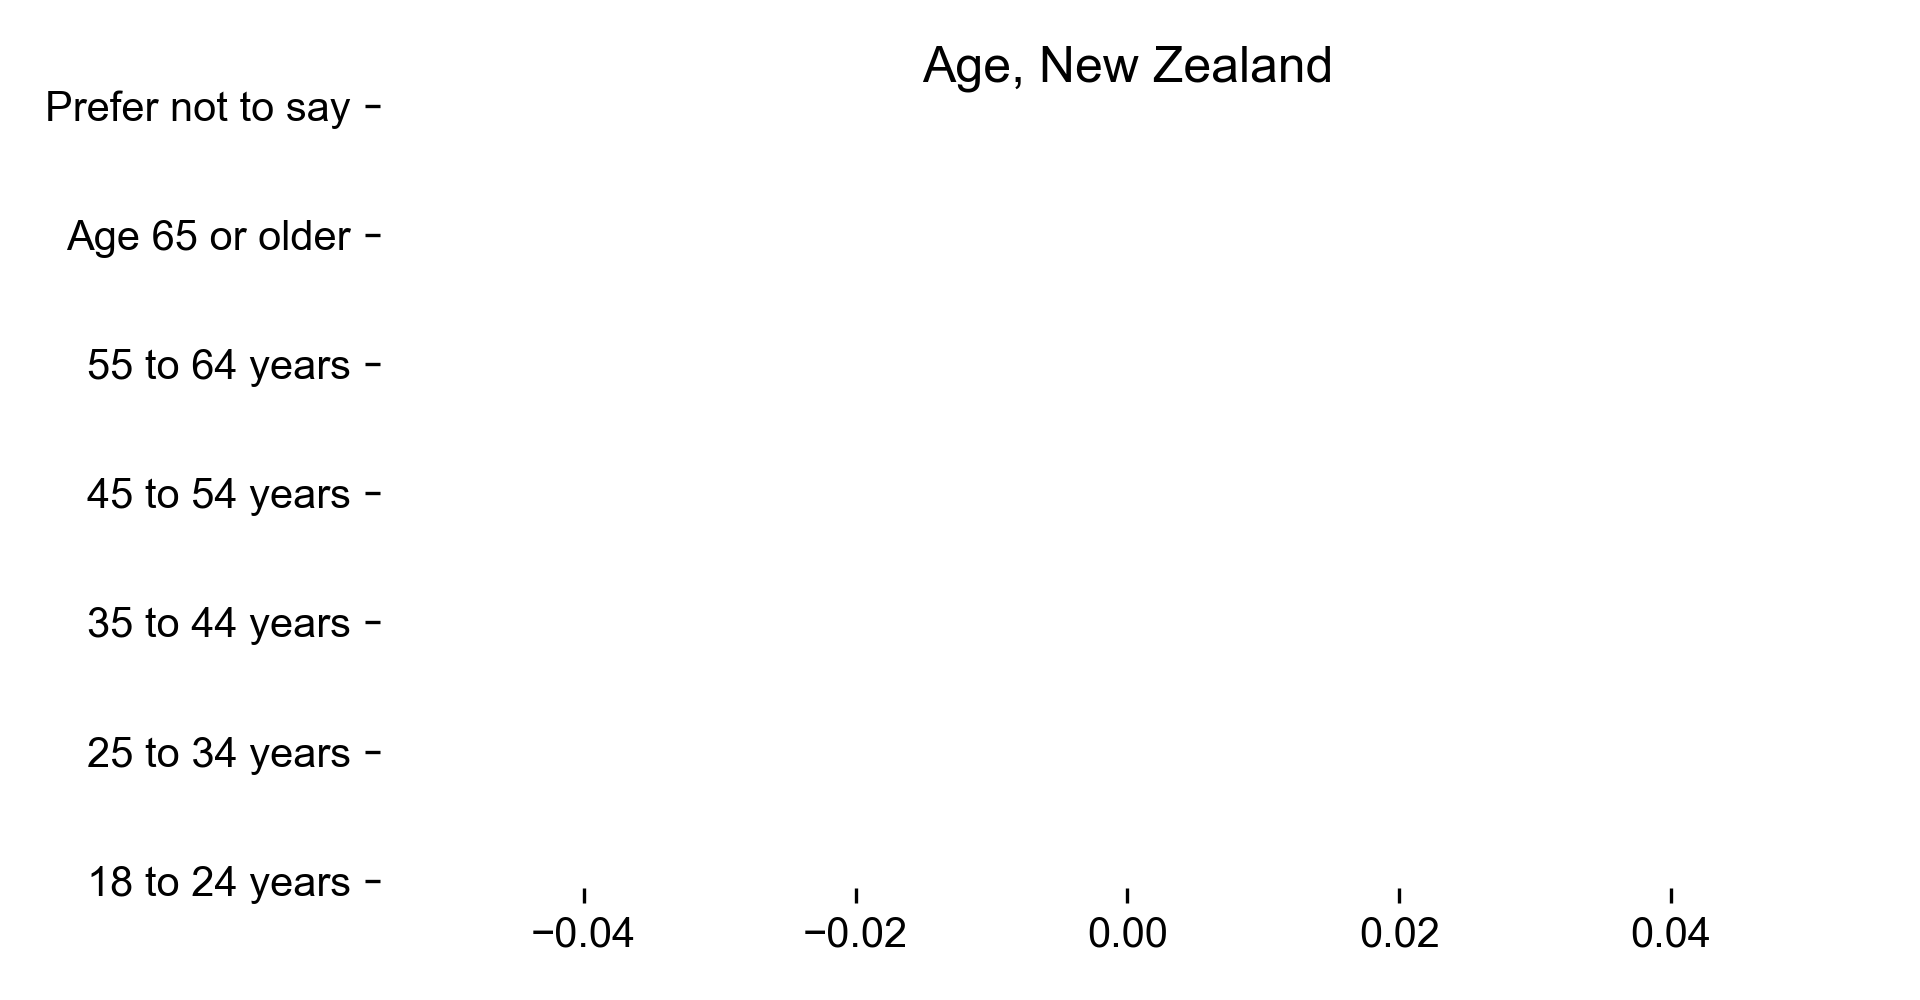 Age, New Zealand
Prefer not to say
Age 65 or older
55 to 64 years
45 to 54 years
35 to 44 years
25 to 34 years
18 to 24 years
−0.04
−0.02
0.00
0.02
0.04